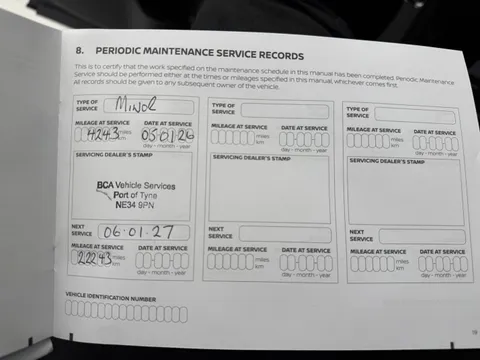 8. PERIODIC MAINTENANCE SERVICE RECORDS
This is to certify that the work specified on the maintenance schedule in this manual has been completed. Periodic Maintenance
Service should be performed either at the times or mileages specified in this manual, whichever comes first.
All records should be given to any subsequent owner of the vehicle.
TYPE OF SERVICE MINOR
MILEAGE AT SERVICE DATE AT SERVICE
4243 miles km 05 01 26
day - month - year
SERVICING DEALER'S STAMP
BCA Vehicle Services
Port of Tyne
NE34 9PN
NEXT SERVICE 06.01.27
MILEAGE AT SERVICE DATE AT SERVICE
22243 miles km
day - month - year
TYPE OF SERVICE
MILEAGE AT SERVICE DATE AT SERVICE
miles km
day - month - year
SERVICING DEALER'S STAMP
NEXT SERVICE
MILEAGE AT SERVICE DATE AT SERVICE
miles km
day - month - year
TYPE OF SERVICE
MILEAGE AT SERVICE DATE AT SERVICE
miles km
day - month - year
SERVICING DEALER'S STAMP
NEXT SERVICE
MILEAGE AT SERVICE DATE AT SERVICE
miles km
day - month - year
VEHICLE IDENTIFICATION NUMBER